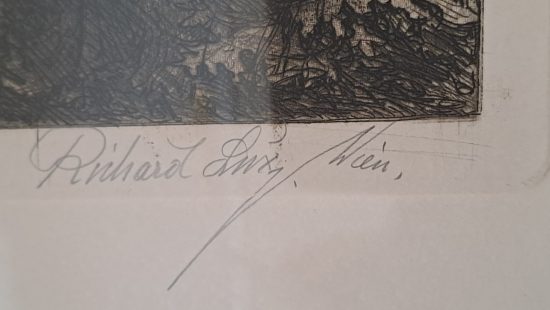 Richard Lux, Wien.